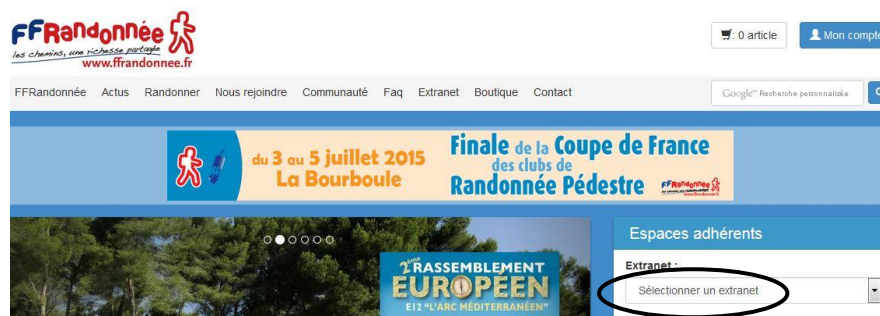 FFRandonnée
les chemins, une richesse partagée
www.ffrandonnee.fr
: 0 article
Mon compte
FFRandonnée Actus Randonner Nous rejoindre Communauté Faq Extranet Boutique Contact
Google™ Recherche personnalisée
du 3 au 5 juillet 2015
La Bourboule
Finale de la Coupe de France
des clubs de
Randonnée Pédestre
FFRandonnée
Espaces adhérents
Extranet :
Sélectionner un extranet
2ème RASSEMBLEMENT
EUROPÉEN
E12 "L'ARC MÉDITERRANÉEN"